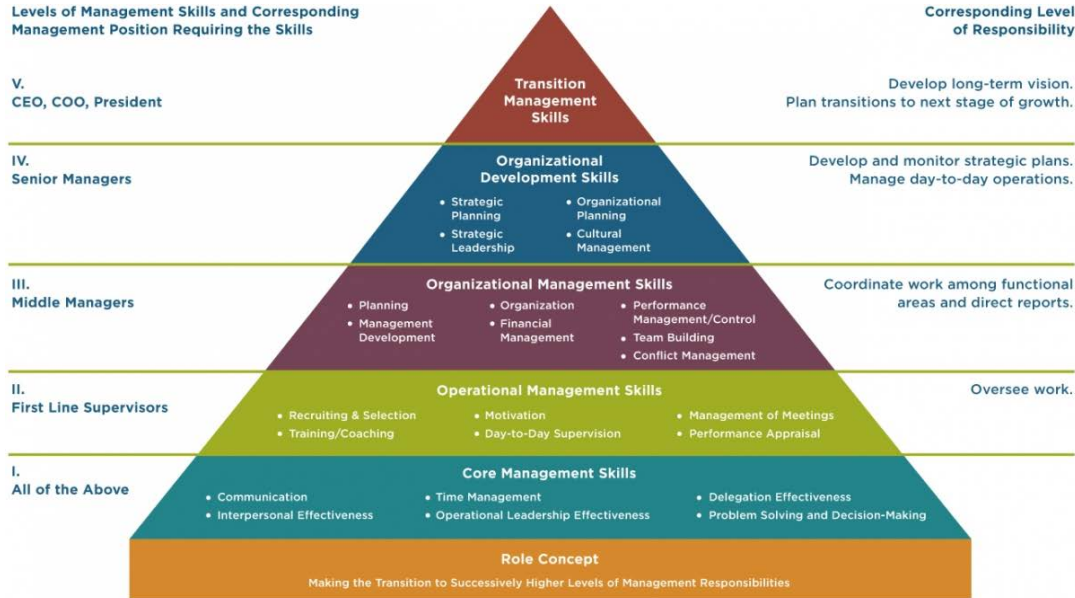 Levels of Management Skills and Corresponding
Management Position Requiring the Skills
Corresponding Level
of Responsibility
V.
CEO, COO, President
Transition
Management
Skills
Develop long-term vision.
Plan transitions to next stage of growth.
IV.
Senior Managers
Organizational
Development Skills
• Strategic
Planning
• Strategic
Leadership
• Organizational
Planning
• Cultural
Management
Develop and monitor strategic plans.
Manage day-to-day operations.
III.
Middle Managers
Organizational Management Skills
• Planning
• Management
Development
• Organization
• Financial
Management
• Performance
Management/Control
• Team Building
• Conflict Management
Coordinate work among functional
areas and direct reports.
II.
First Line Supervisors
Operational Management Skills
• Recruiting & Selection
• Training/Coaching
• Motivation
• Day-to-Day Supervision
• Management of Meetings
• Performance Appraisal
Oversee work.
I.
All of the Above
Core Management Skills
• Communication
• Interpersonal Effectiveness
• Time Management
• Operational Leadership Effectiveness
• Delegation Effectiveness
• Problem Solving and Decision-Making
Role Concept
Making the Transition to Successively Higher Levels of Management Responsibilities